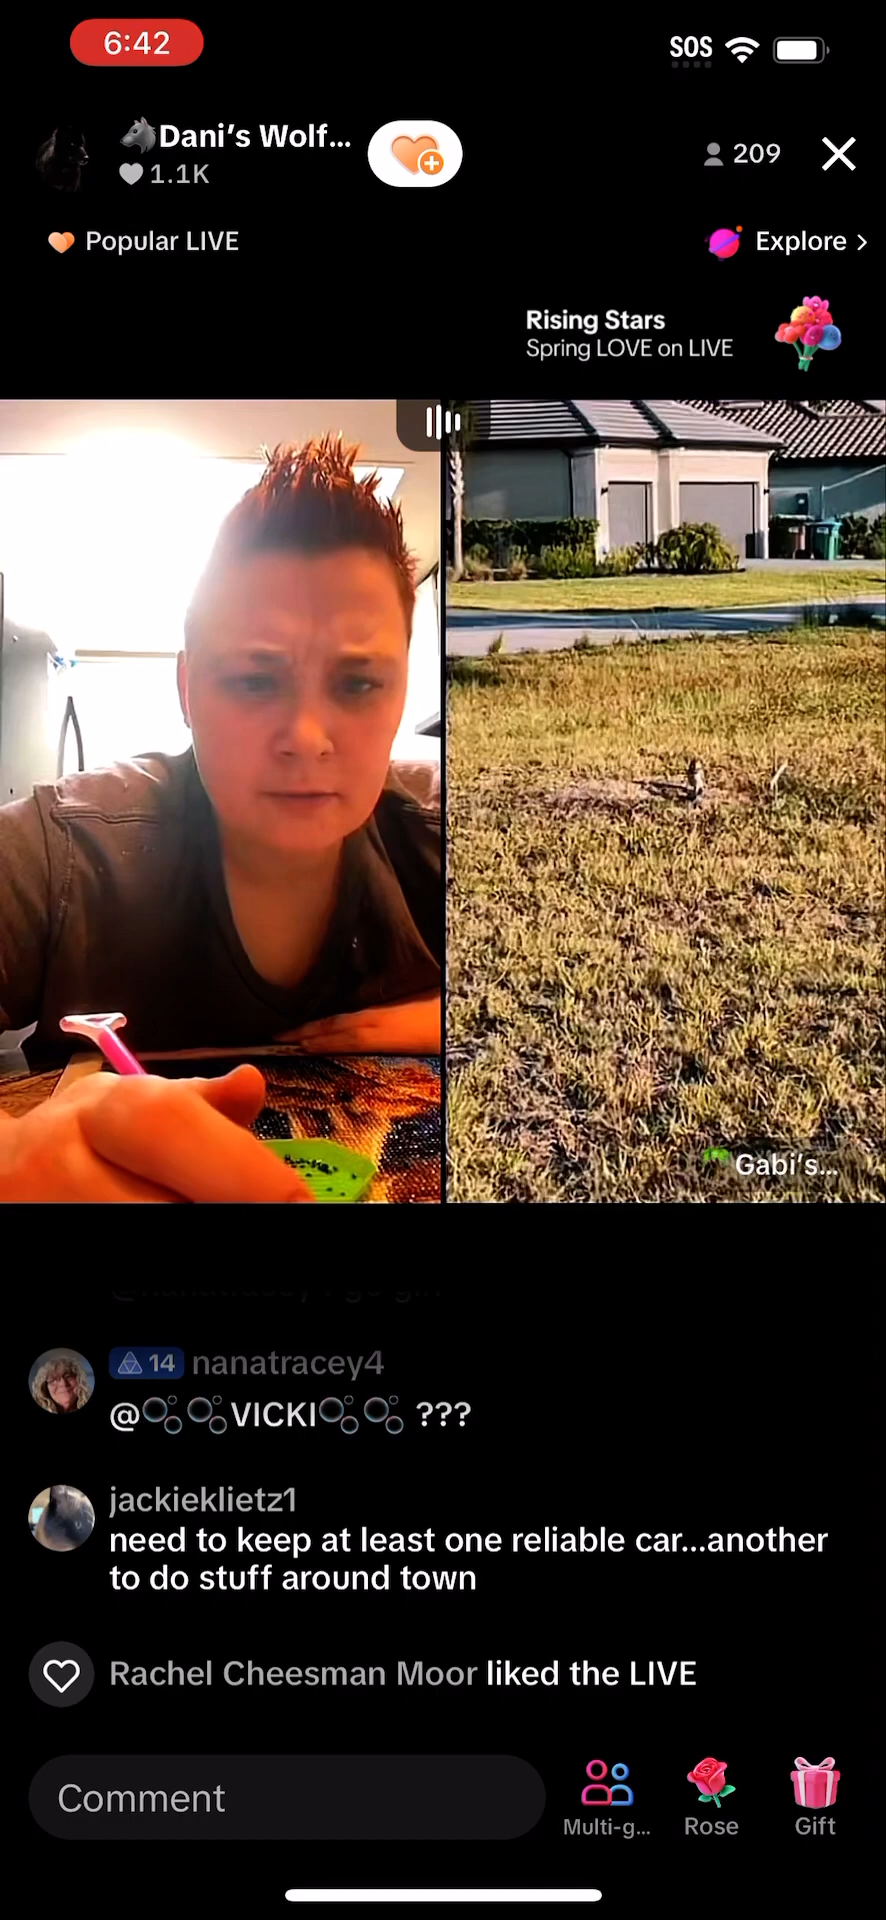 6:42
SOS
🐺Dani's Wolf...
1.1K
209
Popular LIVE
Explore >
Rising Stars
Spring LOVE on LIVE
Gabi's...
14 nanatracey4
@🫧🫧VICKI🫧🫧 ???
jackieklietz1
need to keep at least one reliable car...another
to do stuff around town
Rachel Cheesman Moor liked the LIVE
Comment
Multi-g...
Rose
Gift